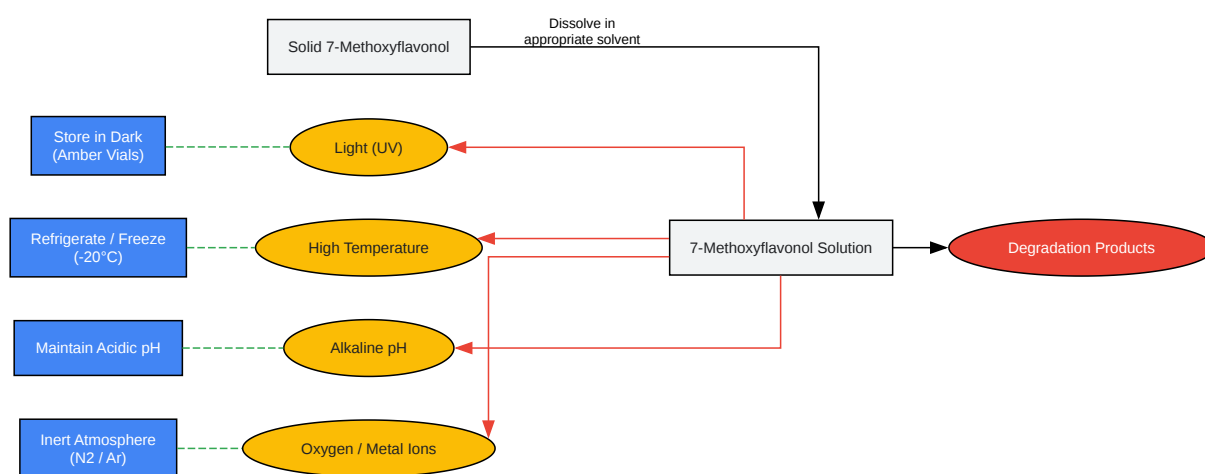 Dissolve in
appropriate solvent
Solid 7-Methoxyflavonol
Store in Dark
(Amber Vials)
Light (UV)
Refrigerate / Freeze
(-20°C)
High Temperature
7-Methoxyflavonol Solution
Degradation Products
Maintain Acidic pH
Alkaline pH
Inert Atmosphere
(N2 / Ar)
Oxygen / Metal Ions